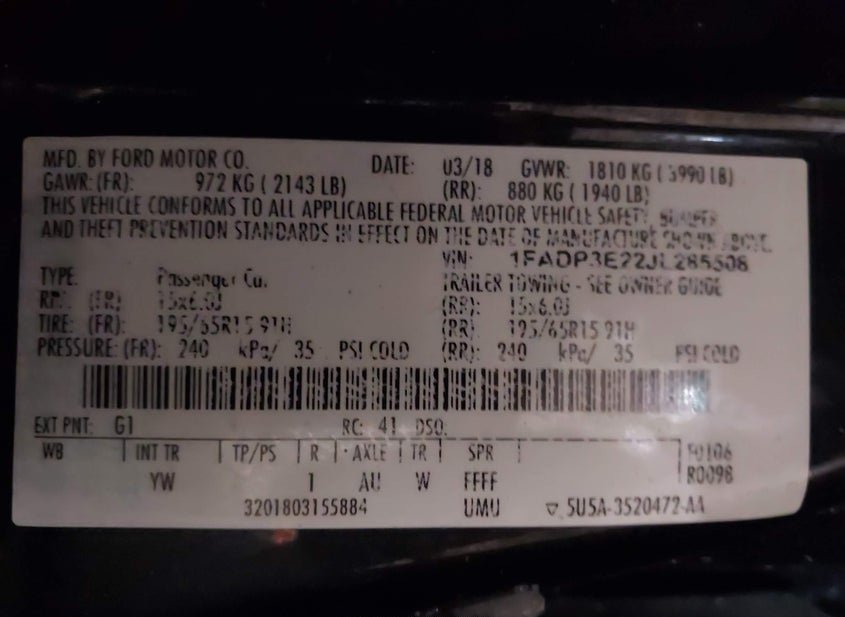 MFD. BY FORD MOTOR CO. DATE: 03/18 GVWR: 1810 KG ( 3990 LB)
GAWR: (FR): 972 KG ( 2143 LB) (RR): 880 KG ( 1940 LB)
THIS VEHICLE CONFORMS TO ALL APPLICABLE FEDERAL MOTOR VEHICLE SAFETY, BUMPER
AND THEFT PREVENTION STANDARDS IN EFFECT ON THE DATE OF MANUFACTURE SHOWN ABOVE.
VIN: 1FADP3E22JL285508
TYPE: Passenger Car TRAILER TOWING - SEE OWNER GUIDE
RIM: (FR): 15x6.0J (RR): 15x6.0J
TIRE: (FR): 195/65R15 91H (RR): 195/65R15 91H
PRESSURE: (FR): 240 kPa/ 35 PSI COLD (RR): 240 kPa/ 35 PSI COLD
EXT PNT: G1 RC: 41 DSO:
WB INT TR TP/PS R AXLE TR SPR F0106
YW 1 AU W FFFF R0098
3201803155884 UMU ▽ 5U5A-3520472-AA